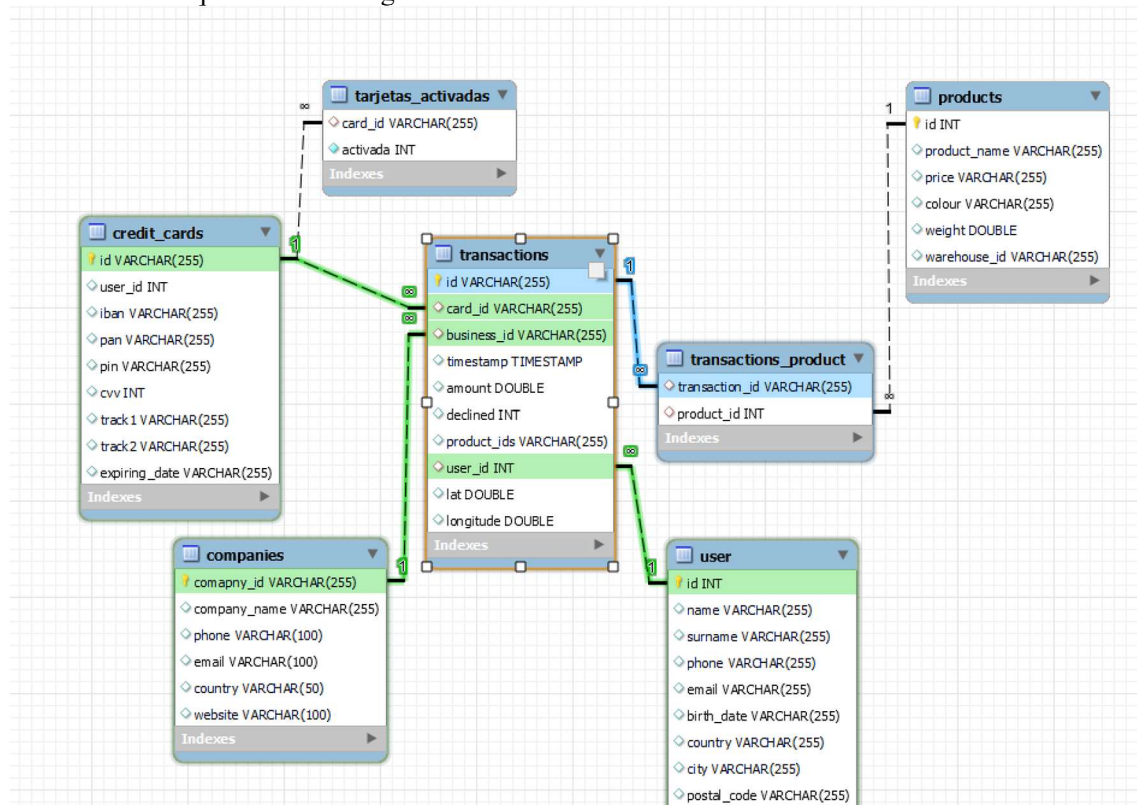 tarjetas_activadas
card_id VARCHAR(255)
activada INT
Indexes
products
id INT
product_name VARCHAR(255)
price VARCHAR(255)
colour VARCHAR(255)
weight DOUBLE
warehouse_id VARCHAR(255)
Indexes
credit_cards
id VARCHAR(255)
user_id INT
iban VARCHAR(255)
pan VARCHAR(255)
pin VARCHAR(255)
cvv INT
track1 VARCHAR(255)
track2 VARCHAR(255)
expiring_date VARCHAR(255)
Indexes
transactions
id VARCHAR(255)
card_id VARCHAR(255)
business_id VARCHAR(255)
timestamp TIMESTAMP
amount DOUBLE
declined INT
product_ids VARCHAR(255)
user_id INT
lat DOUBLE
longitude DOUBLE
Indexes
transactions_product
transaction_id VARCHAR(255)
product_id INT
Indexes
companies
comapny_id VARCHAR(255)
company_name VARCHAR(255)
phone VARCHAR(100)
email VARCHAR(100)
country VARCHAR(50)
website VARCHAR(100)
Indexes
user
id INT
name VARCHAR(255)
surname VARCHAR(255)
phone VARCHAR(255)
email VARCHAR(255)
birth_date VARCHAR(255)
country VARCHAR(255)
city VARCHAR(255)
postal_code VARCHAR(255)
∞
1
1
∞
∞
1
1
∞
∞
∞
1
1